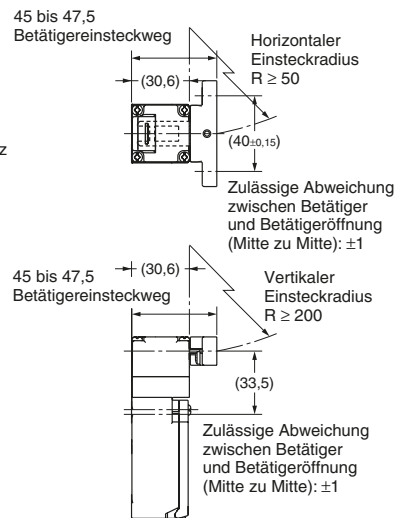 45 bis 47,5
Betätigereinsteckweg
(30,6)
Horizontaler
Einsteckradius
R ≥ 50
(40±0,15)
z
Zulässige Abweichung
zwischen Betätiger
und Betätigeröffnung
(Mitte zu Mitte): ±1
45 bis 47,5
Betätigereinsteckweg
(30,6)
Vertikaler
Einsteckradius
R ≥ 200
(33,5)
Zulässige Abweichung
zwischen Betätiger
und Betätigeröffnung
(Mitte zu Mitte): ±1